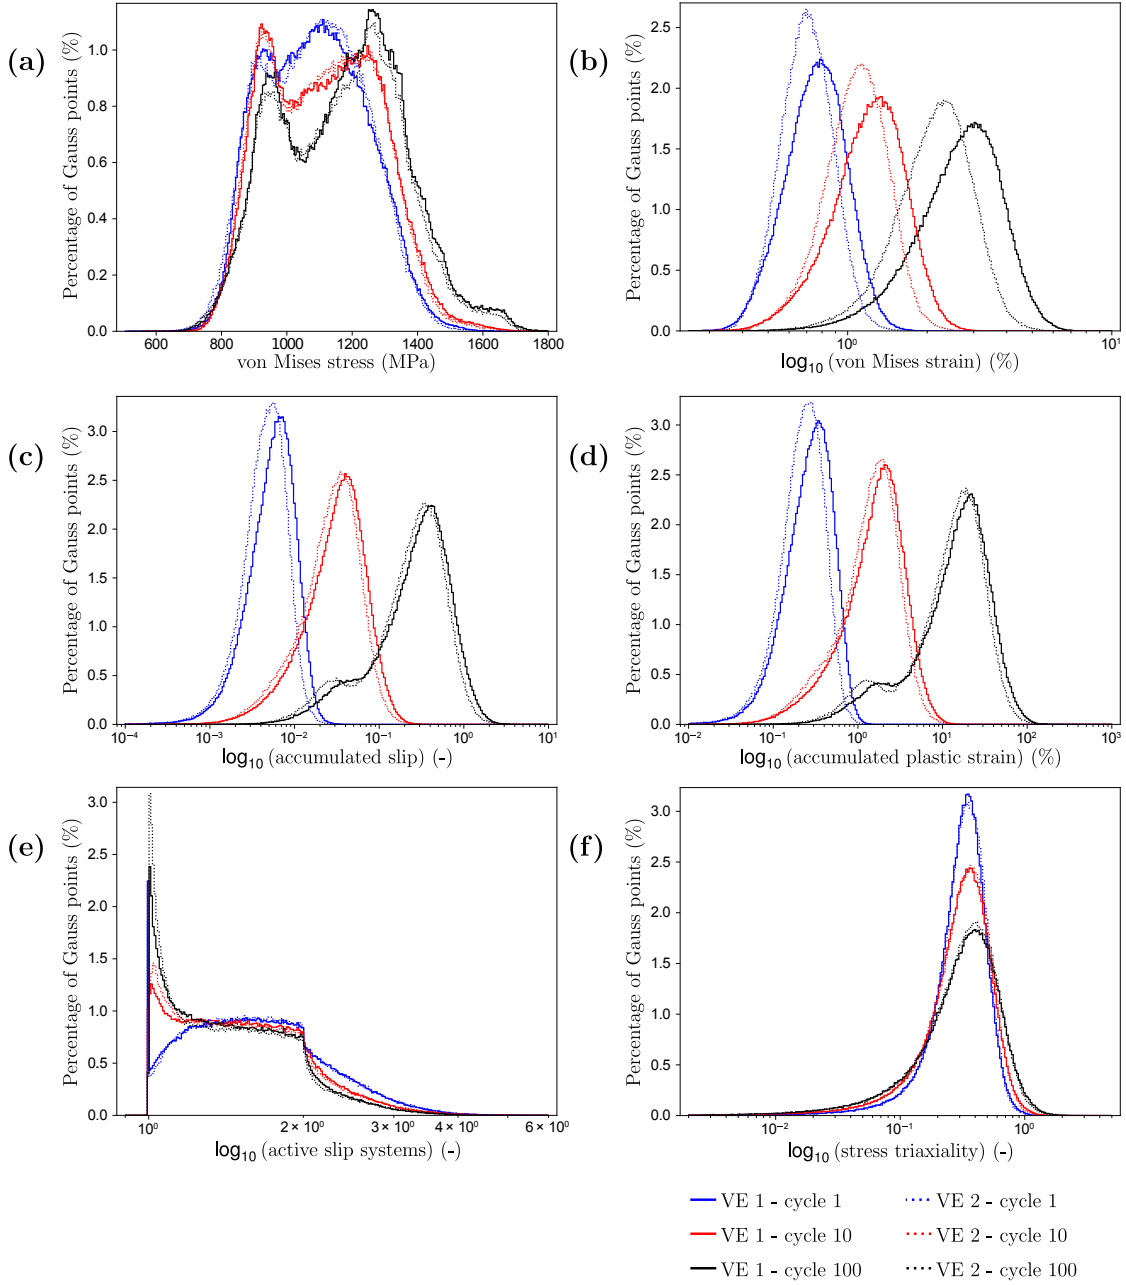 (a)
Percentage of Gauss points (%)
1.0
0.8
0.6
0.4
0.2
0.0
600 800 1000 1200 1400 1600 1800
von Mises stress (MPa)
(b)
Percentage of Gauss points (%)
2.5
2.0
1.5
1.0
0.5
0.0
10⁰ 10¹
log₁₀ (von Mises strain) (%)
(c)
Percentage of Gauss points (%)
3.0
2.5
2.0
1.5
1.0
0.5
0.0
10⁻⁴ 10⁻³ 10⁻² 10⁻¹ 10⁰ 10¹
log₁₀ (accumulated slip) (-)
(d)
Percentage of Gauss points (%)
3.0
2.5
2.0
1.5
1.0
0.5
0.0
10⁻² 10⁻¹ 10⁰ 10¹ 10² 10³
log₁₀ (accumulated plastic strain) (%)
(e)
Percentage of Gauss points (%)
3.0
2.5
2.0
1.5
1.0
0.5
0.0
10⁰ 2 × 10⁰ 3 × 10⁰ 4 × 10⁰ 6 × 10⁰
log₁₀ (active slip systems) (-)
(f)
Percentage of Gauss points (%)
3.0
2.5
2.0
1.5
1.0
0.5
0.0
10⁻² 10⁻¹ 10⁰
log₁₀ (stress triaxiality) (-)
VE 1 - cycle 1
VE 2 - cycle 1
VE 1 - cycle 10
VE 2 - cycle 10
VE 1 - cycle 100
VE 2 - cycle 100